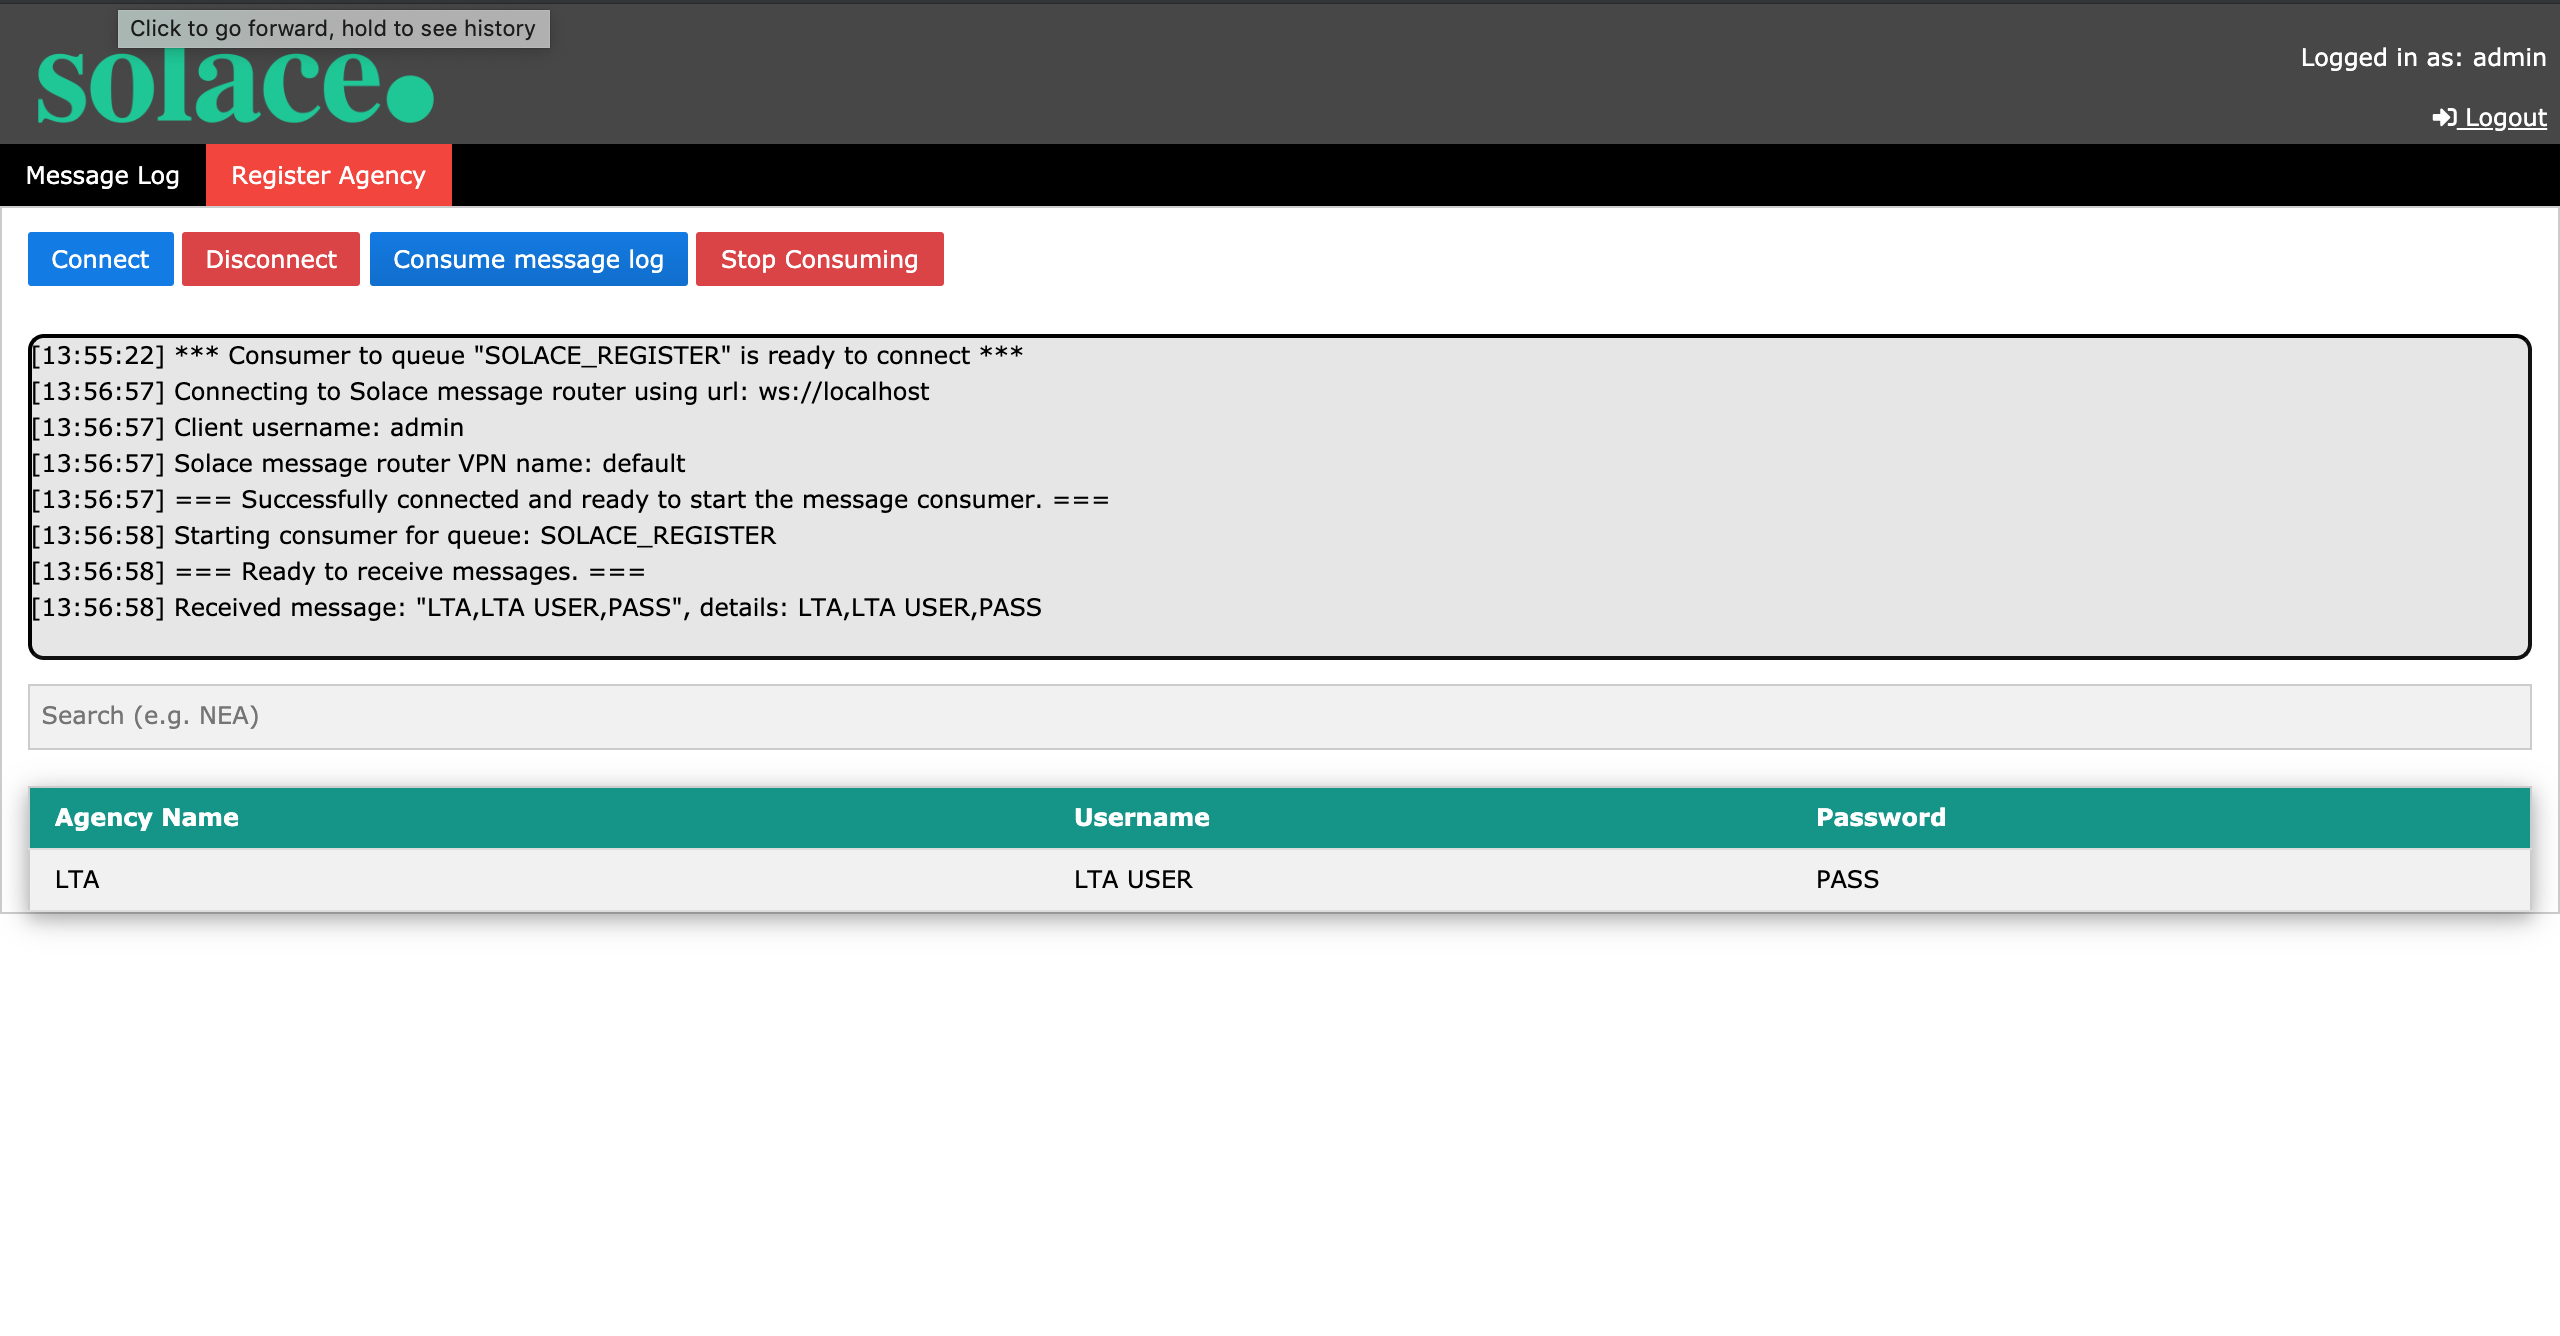 Click to go forward, hold to see history
solace.
Logged in as: admin
Logout
Message Log
Register Agency
Connect
Disconnect
Consume message log
Stop Consuming
[13:55:22] *** Consumer to queue "SOLACE_REGISTER" is ready to connect ***
[13:56:57] Connecting to Solace message router using url: ws://localhost
[13:56:57] Client username: admin
[13:56:57] Solace message router VPN name: default
[13:56:57] === Successfully connected and ready to start the message consumer. ===
[13:56:58] Starting consumer for queue: SOLACE_REGISTER
[13:56:58] === Ready to receive messages. ===
[13:56:58] Received message: "LTA,LTA USER,PASS", details: LTA,LTA USER,PASS
Search (e.g. NEA)
Agency Name Username Password
LTA LTA USER PASS